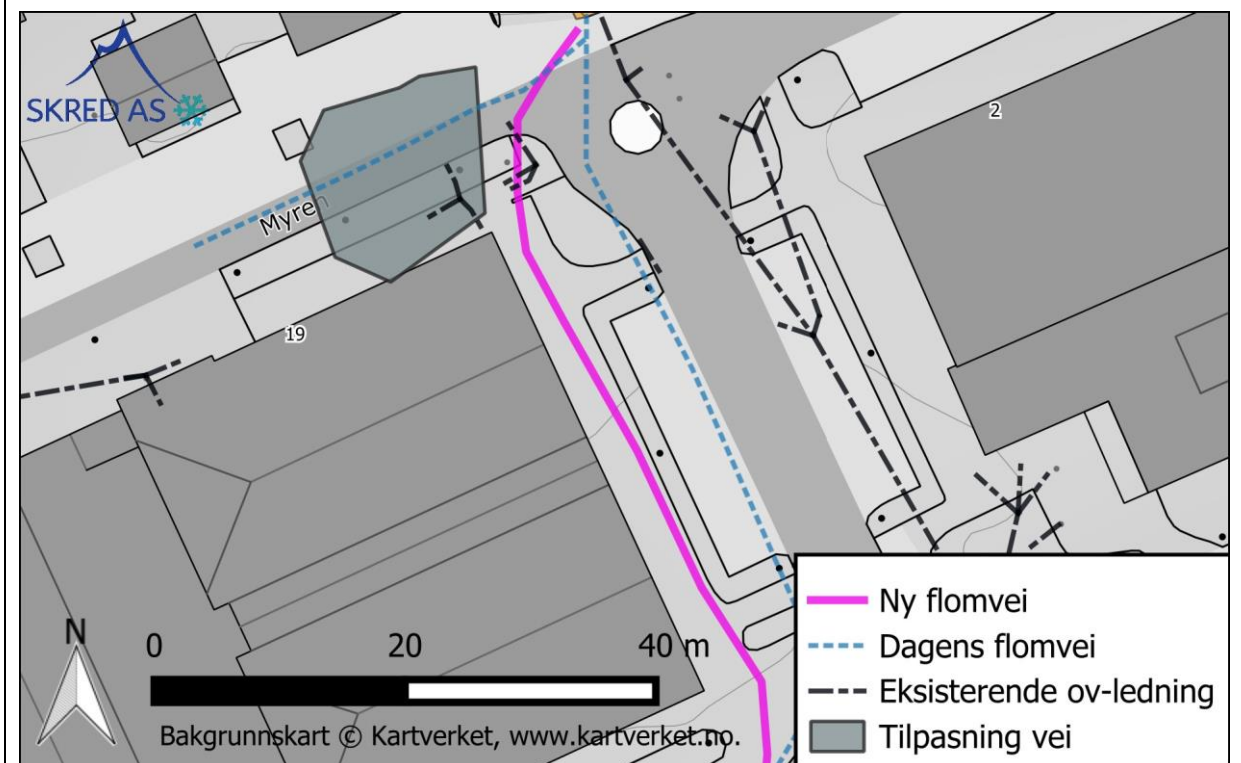 SKRED AS
2
Myren
19
Ny flomvei
Dagens flomvei
Eksisterende ov-ledning
Tilpasning vei
N
0 20 40 m
Bakgrunnskart © Kartverket, www.kartverket.no.